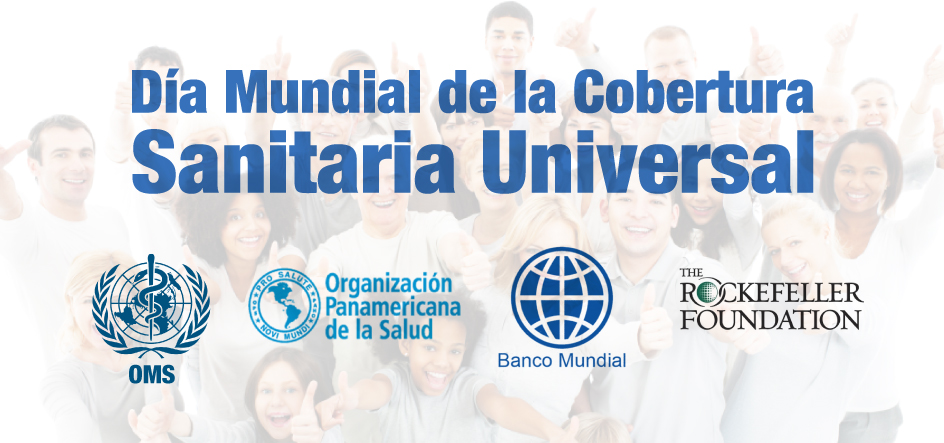 Día Mundial de la Cobertura
Sanitaria Universal
OMS
PRO SALUTE
NOVI MUNDI
Organización
Panamericana
de la Salud
Banco Mundial
THE
ROCKEFELLER
FOUNDATION